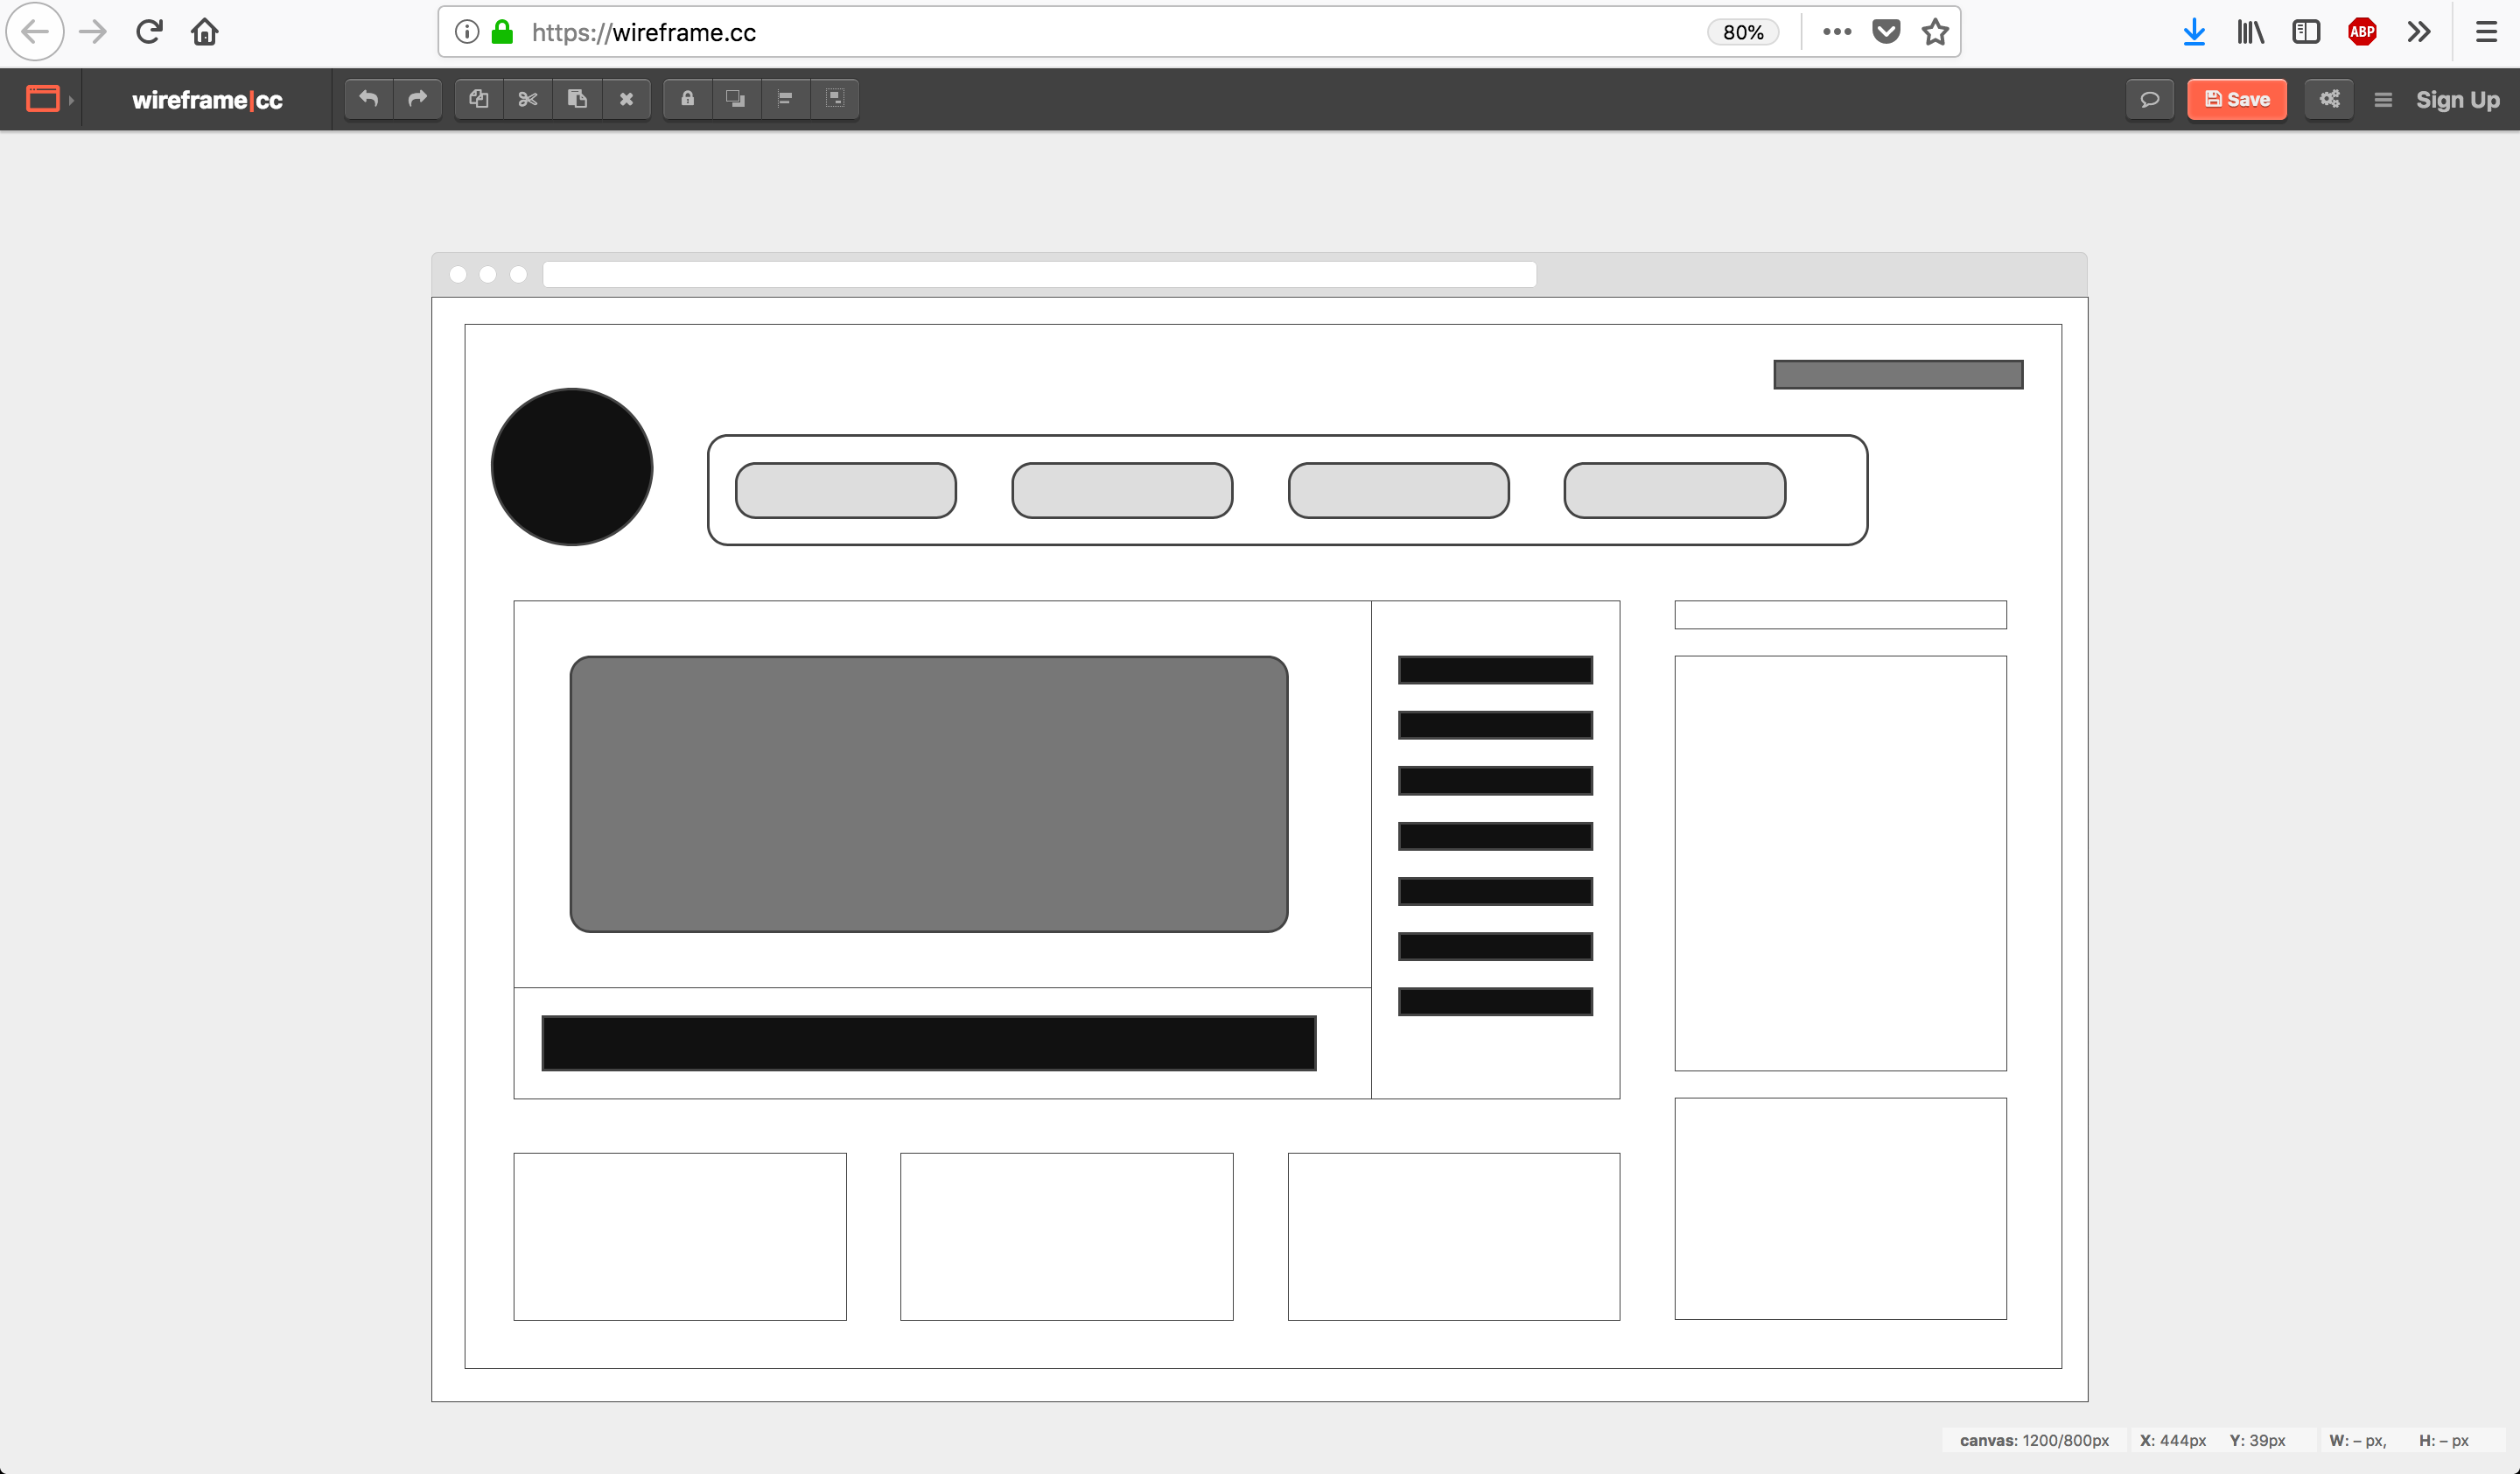 https://wireframe.cc
80%
ABP
wireframe|cc
Save
Sign Up
canvas: 1200/800px X: 444px Y: 39px W: – px, H: – px